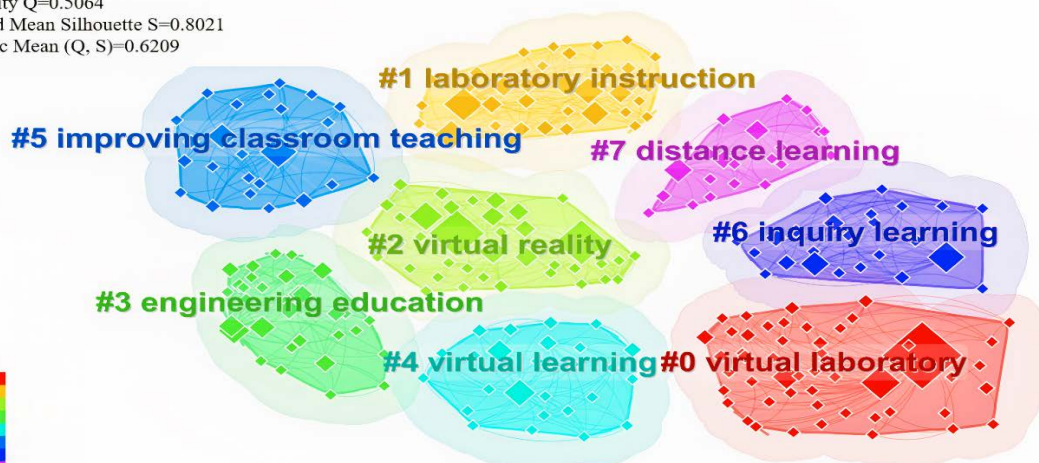 ity Q=0.5064
d Mean Silhouette S=0.8021
c Mean (Q, S)=0.6209
#1 laboratory instruction
#5 improving classroom teaching
#7 distance learning
#6 inquiry learning
#2 virtual reality
#3 engineering education
#4 virtual learning
#0 virtual laboratory